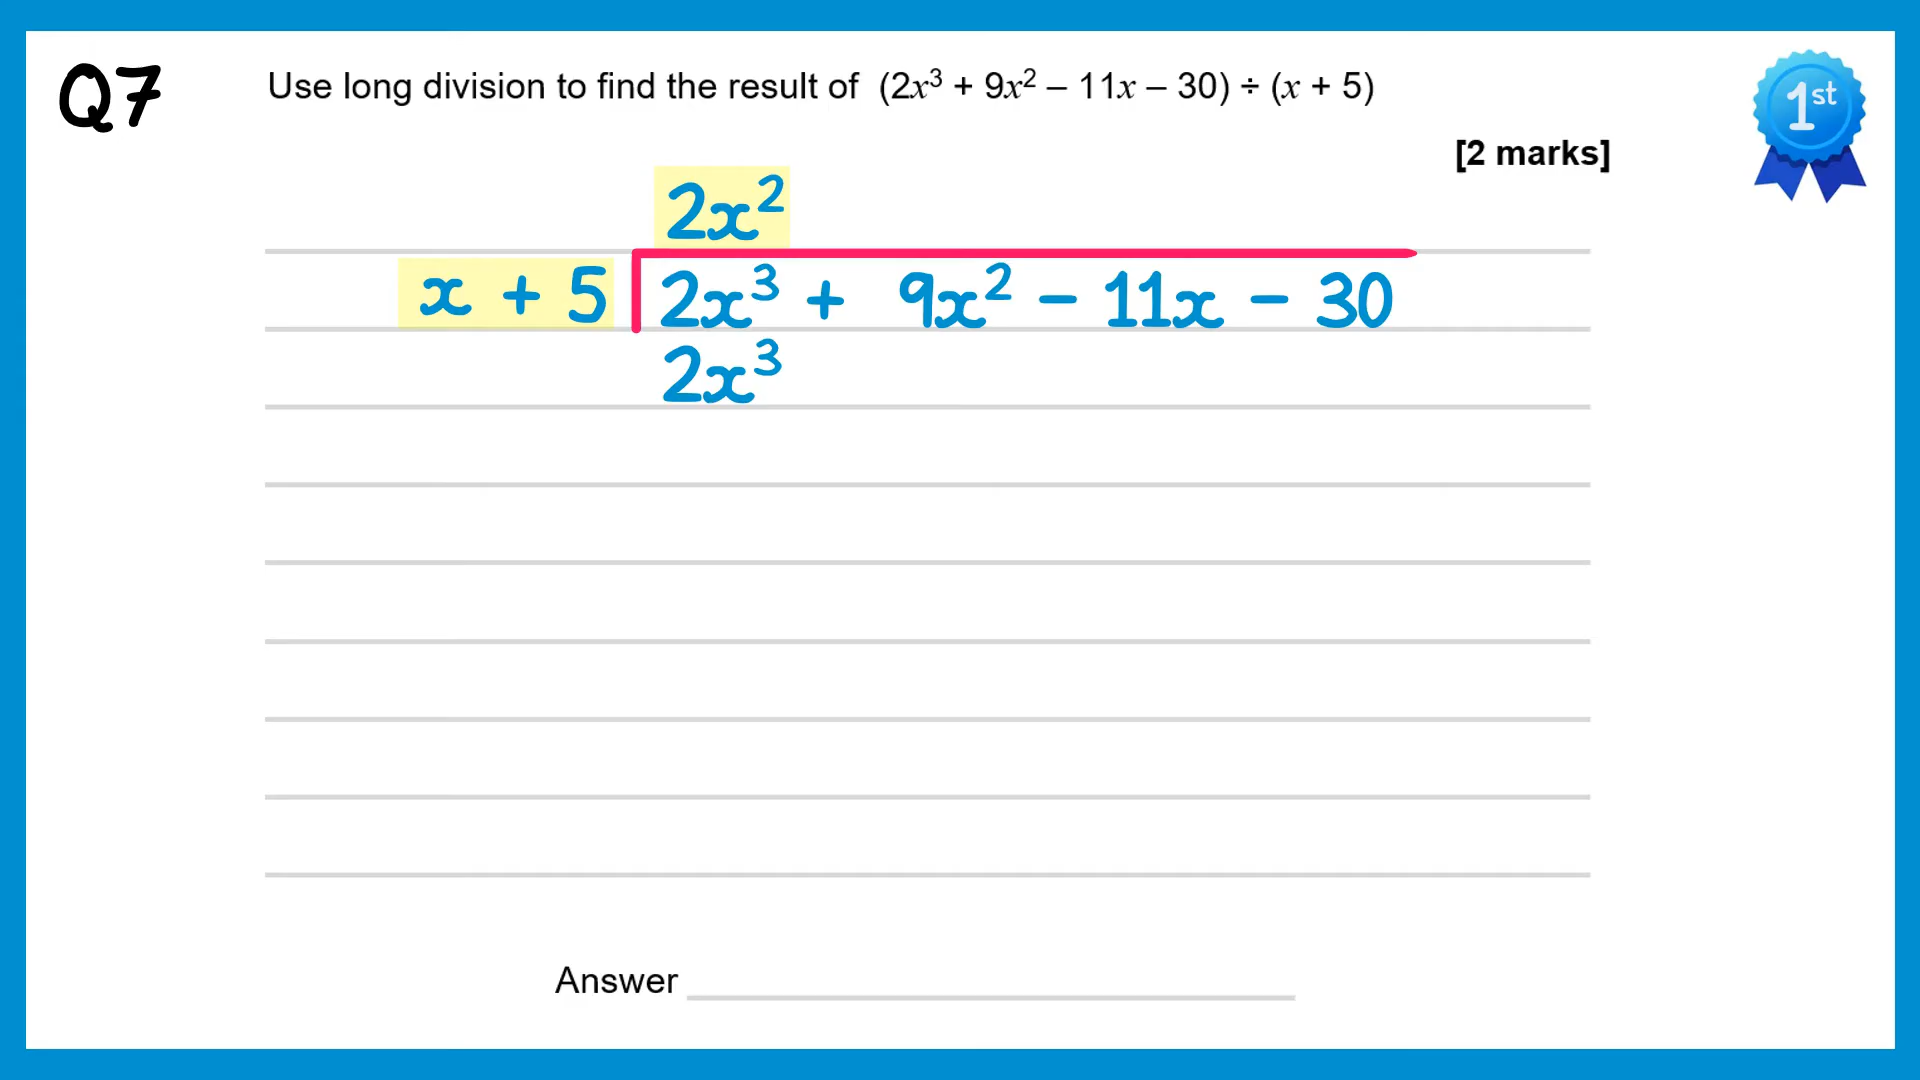 Q7
Use long division to find the result of (2x³ + 9x² – 11x – 30) ÷ (x + 5)
1st
[2 marks]
2x²
x + 5 2x³ + 9x² – 11x – 30
2x³
Answer